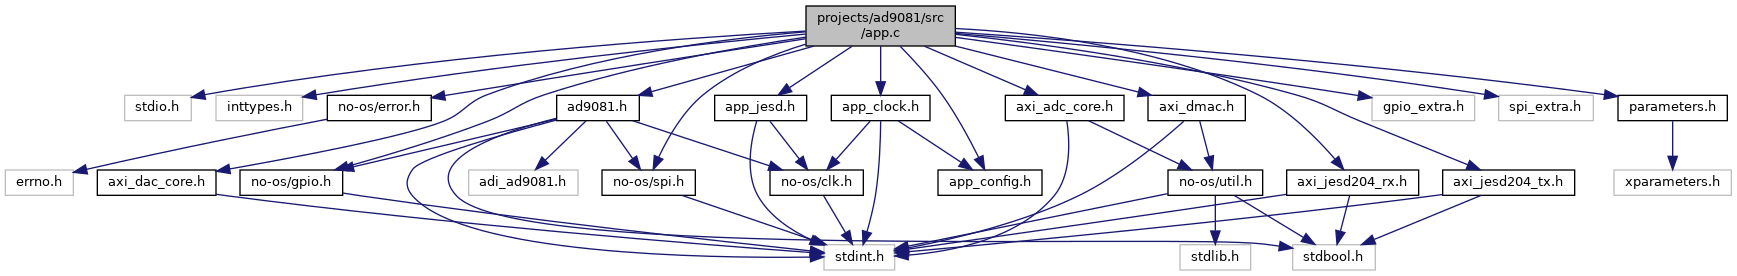 projects/ad9081/src
/app.c
stdio.h
inttypes.h
no-os/error.h
ad9081.h
app_jesd.h
app_clock.h
axi_adc_core.h
axi_dmac.h
gpio_extra.h
spi_extra.h
parameters.h
errno.h
axi_dac_core.h
no-os/gpio.h
adi_ad9081.h
no-os/spi.h
no-os/clk.h
app_config.h
no-os/util.h
axi_jesd204_rx.h
axi_jesd204_tx.h
xparameters.h
stdint.h
stdlib.h
stdbool.h